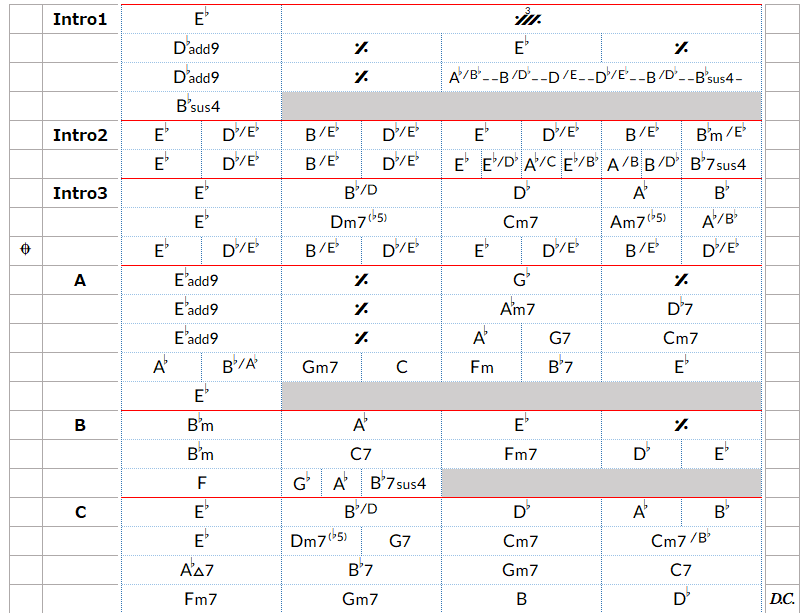 Intro1 E♭ 𝄎 3
D♭add9 𝄎 E♭ 𝄎
D♭add9 𝄎 A♭/B♭--B/D♭--D/E--D♭/E♭--B/D♭--B♭sus4-
B♭sus4
Intro2 E♭ D♭/E♭ B/E♭ D♭/E♭ E♭ D♭/E♭ B/E♭ B♭m/E♭
E♭ D♭/E♭ B/E♭ D♭/E♭ E♭ E♭/D♭ A♭/C E♭/B♭ A/B B/D♭ B♭7sus4
Intro3 E♭ B♭/D D♭ A♭ B♭
E♭ Dm7(♭5) Cm7 Am7(♭5) A♭/B♭
𝄌 E♭ D♭/E♭ B/E♭ D♭/E♭ E♭ D♭/E♭ B/E♭ D♭/E♭
A E♭add9 𝄎 G♭ 𝄎
E♭add9 𝄎 A♭m7 D♭7
E♭add9 𝄎 A♭ G7 Cm7
A♭ B♭/A♭ Gm7 C Fm B♭7 E♭
E♭
B B♭m A♭ E♭ 𝄎
B♭m C7 Fm7 D♭ E♭
F G♭ A♭ B♭7sus4
C E♭ B♭/D D♭ A♭ B♭
E♭ Dm7(♭5) G7 Cm7 Cm7/B♭
A♭△7 B♭7 Gm7 C7
Fm7 Gm7 B D♭ D.C.